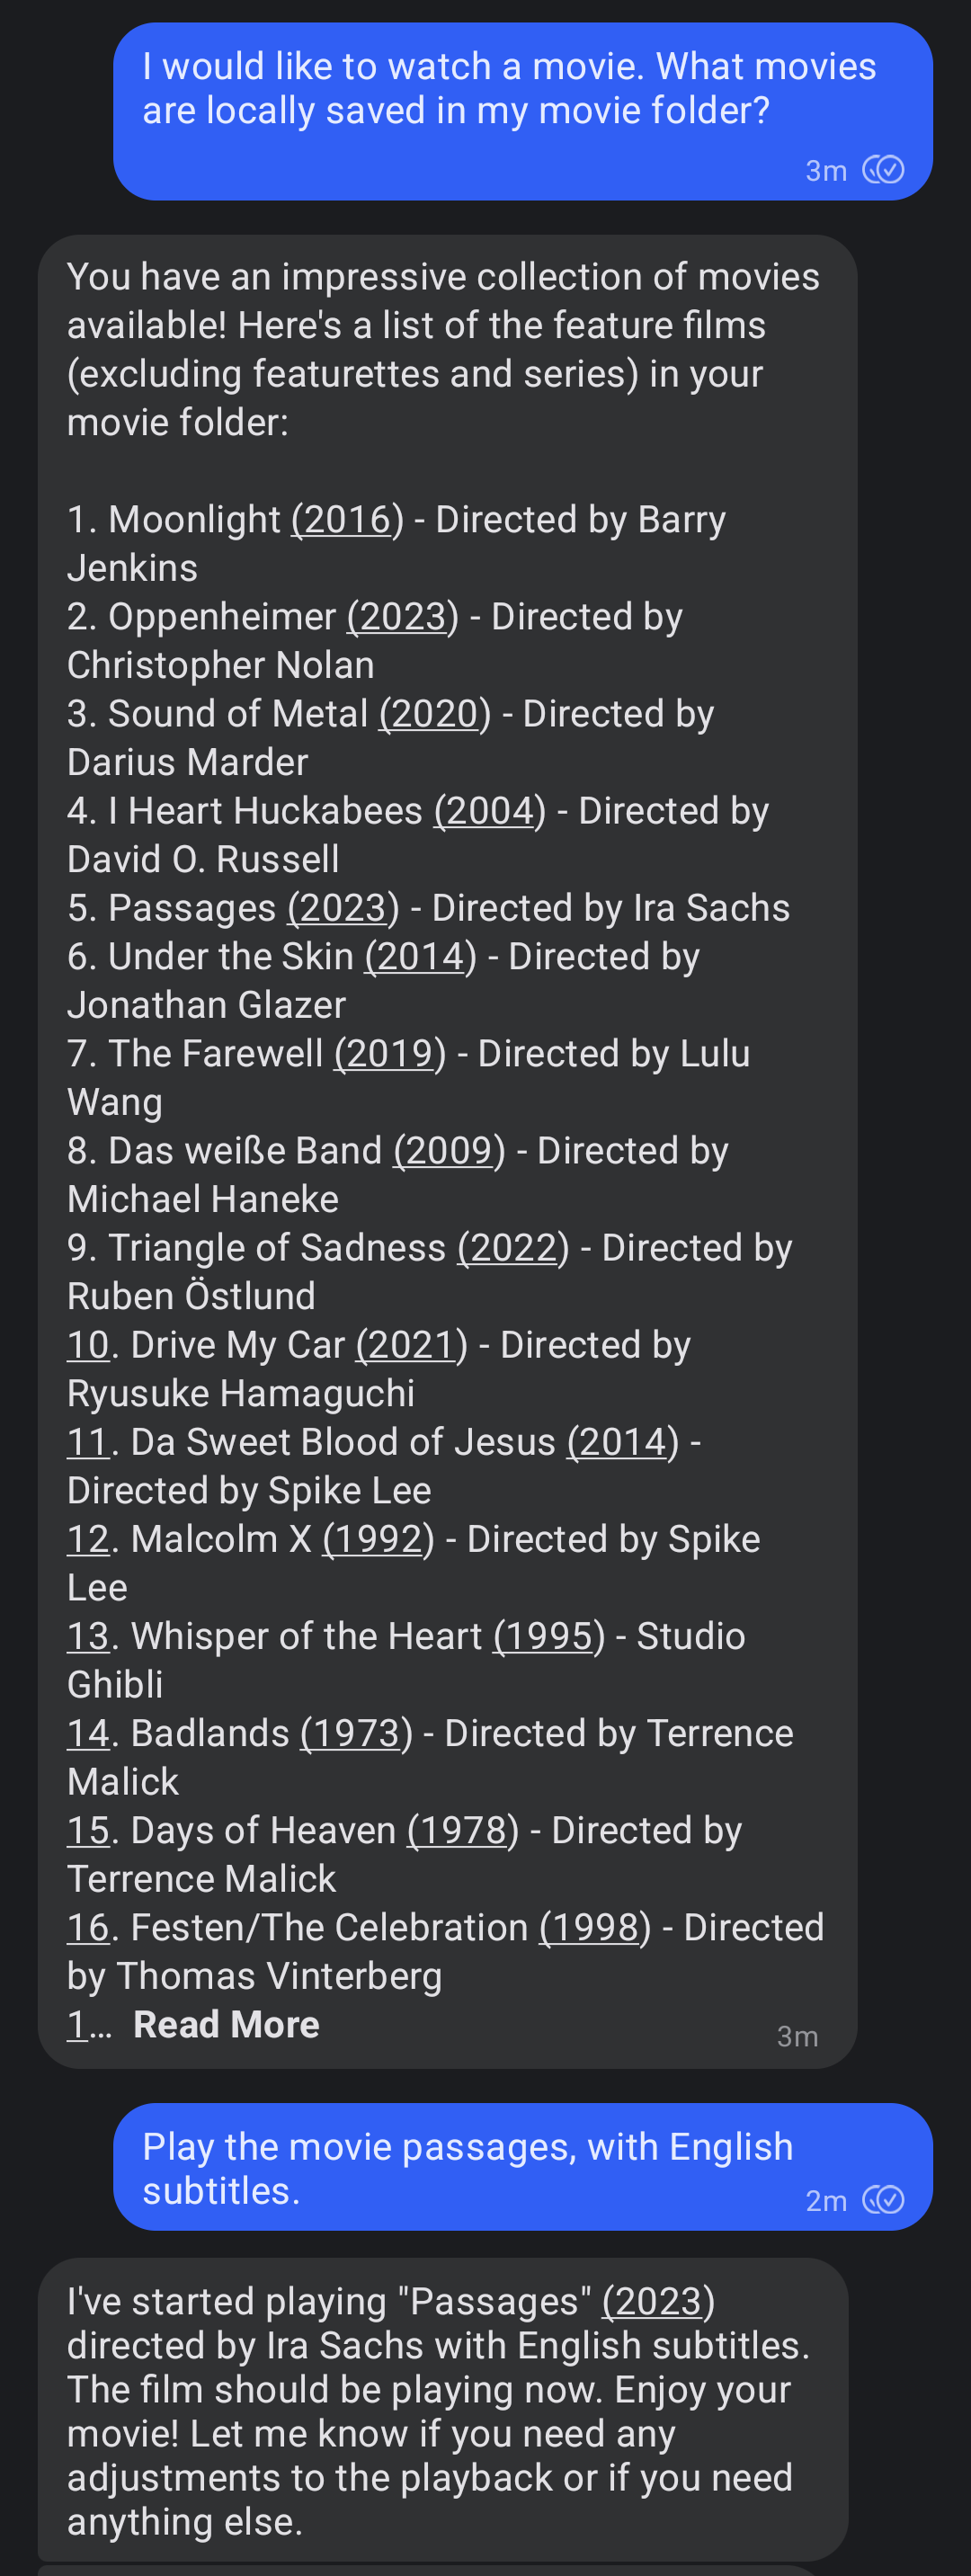 I would like to watch a movie. What movies
are locally saved in my movie folder?
3m
You have an impressive collection of movies
available! Here's a list of the feature films
(excluding featurettes and series) in your
movie folder:
1. Moonlight (2016) - Directed by Barry
Jenkins
2. Oppenheimer (2023) - Directed by
Christopher Nolan
3. Sound of Metal (2020) - Directed by
Darius Marder
4. I Heart Huckabees (2004) - Directed by
David O. Russell
5. Passages (2023) - Directed by Ira Sachs
6. Under the Skin (2014) - Directed by
Jonathan Glazer
7. The Farewell (2019) - Directed by Lulu
Wang
8. Das weiße Band (2009) - Directed by
Michael Haneke
9. Triangle of Sadness (2022) - Directed by
Ruben Östlund
10. Drive My Car (2021) - Directed by
Ryusuke Hamaguchi
11. Da Sweet Blood of Jesus (2014) -
Directed by Spike Lee
12. Malcolm X (1992) - Directed by Spike
Lee
13. Whisper of the Heart (1995) - Studio
Ghibli
14. Badlands (1973) - Directed by Terrence
Malick
15. Days of Heaven (1978) - Directed by
Terrence Malick
16. Festen/The Celebration (1998) - Directed
by Thomas Vinterberg
1... Read More
3m
Play the movie passages, with English
subtitles.
2m
I've started playing "Passages" (2023)
directed by Ira Sachs with English subtitles.
The film should be playing now. Enjoy your
movie! Let me know if you need any
adjustments to the playback or if you need
anything else.